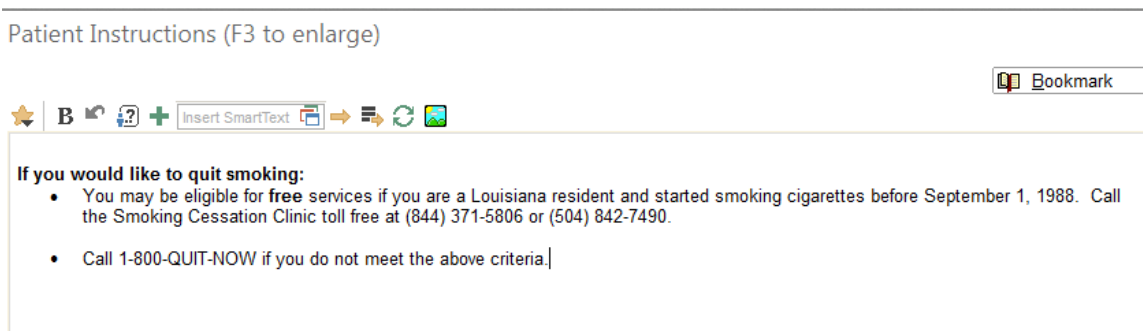 Patient Instructions (F3 to enlarge)
Bookmark
B Insert SmartText
If you would like to quit smoking:
• You may be eligible for free services if you are a Louisiana resident and started smoking cigarettes before September 1, 1988. Call
the Smoking Cessation Clinic toll free at (844) 371-5806 or (504) 842-7490.
• Call 1-800-QUIT-NOW if you do not meet the above criteria.